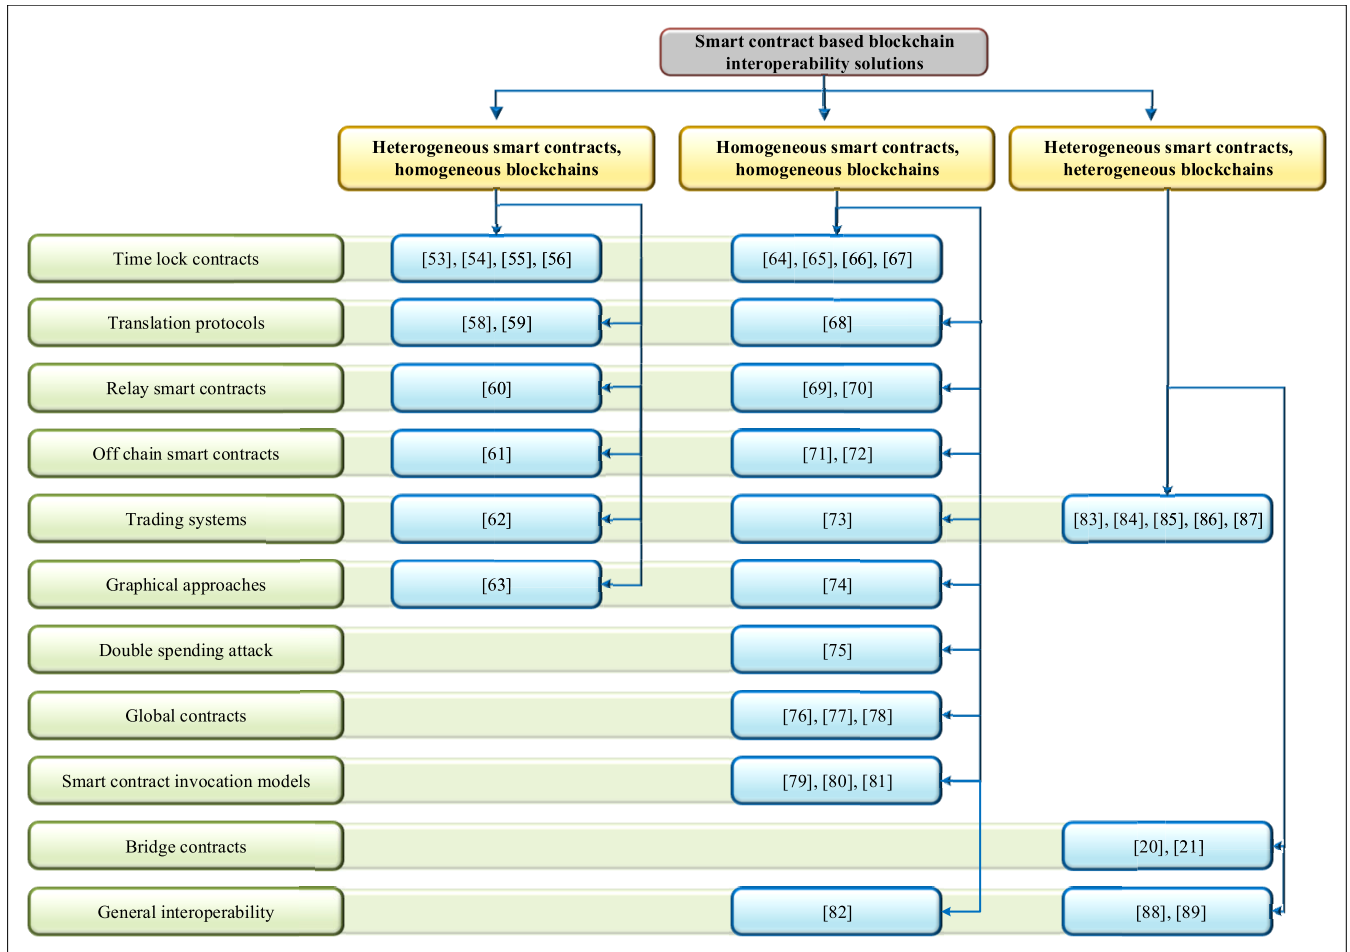 Smart contract based blockchain
interoperability solutions
Heterogeneous smart contracts,
homogeneous blockchains
Homogeneous smart contracts,
homogeneous blockchains
Heterogeneous smart contracts,
heterogeneous blockchains
Time lock contracts
[53], [54], [55], [56]
[64], [65], [66], [67]
Translation protocols
[58], [59]
[68]
Relay smart contracts
[60]
[69], [70]
Off chain smart contracts
[61]
[71], [72]
Trading systems
[62]
[73]
[83], [84], [85], [86], [87]
Graphical approaches
[63]
[74]
Double spending attack
[75]
Global contracts
[76], [77], [78]
Smart contract invocation models
[79], [80], [81]
Bridge contracts
[20], [21]
General interoperability
[82]
[88], [89]